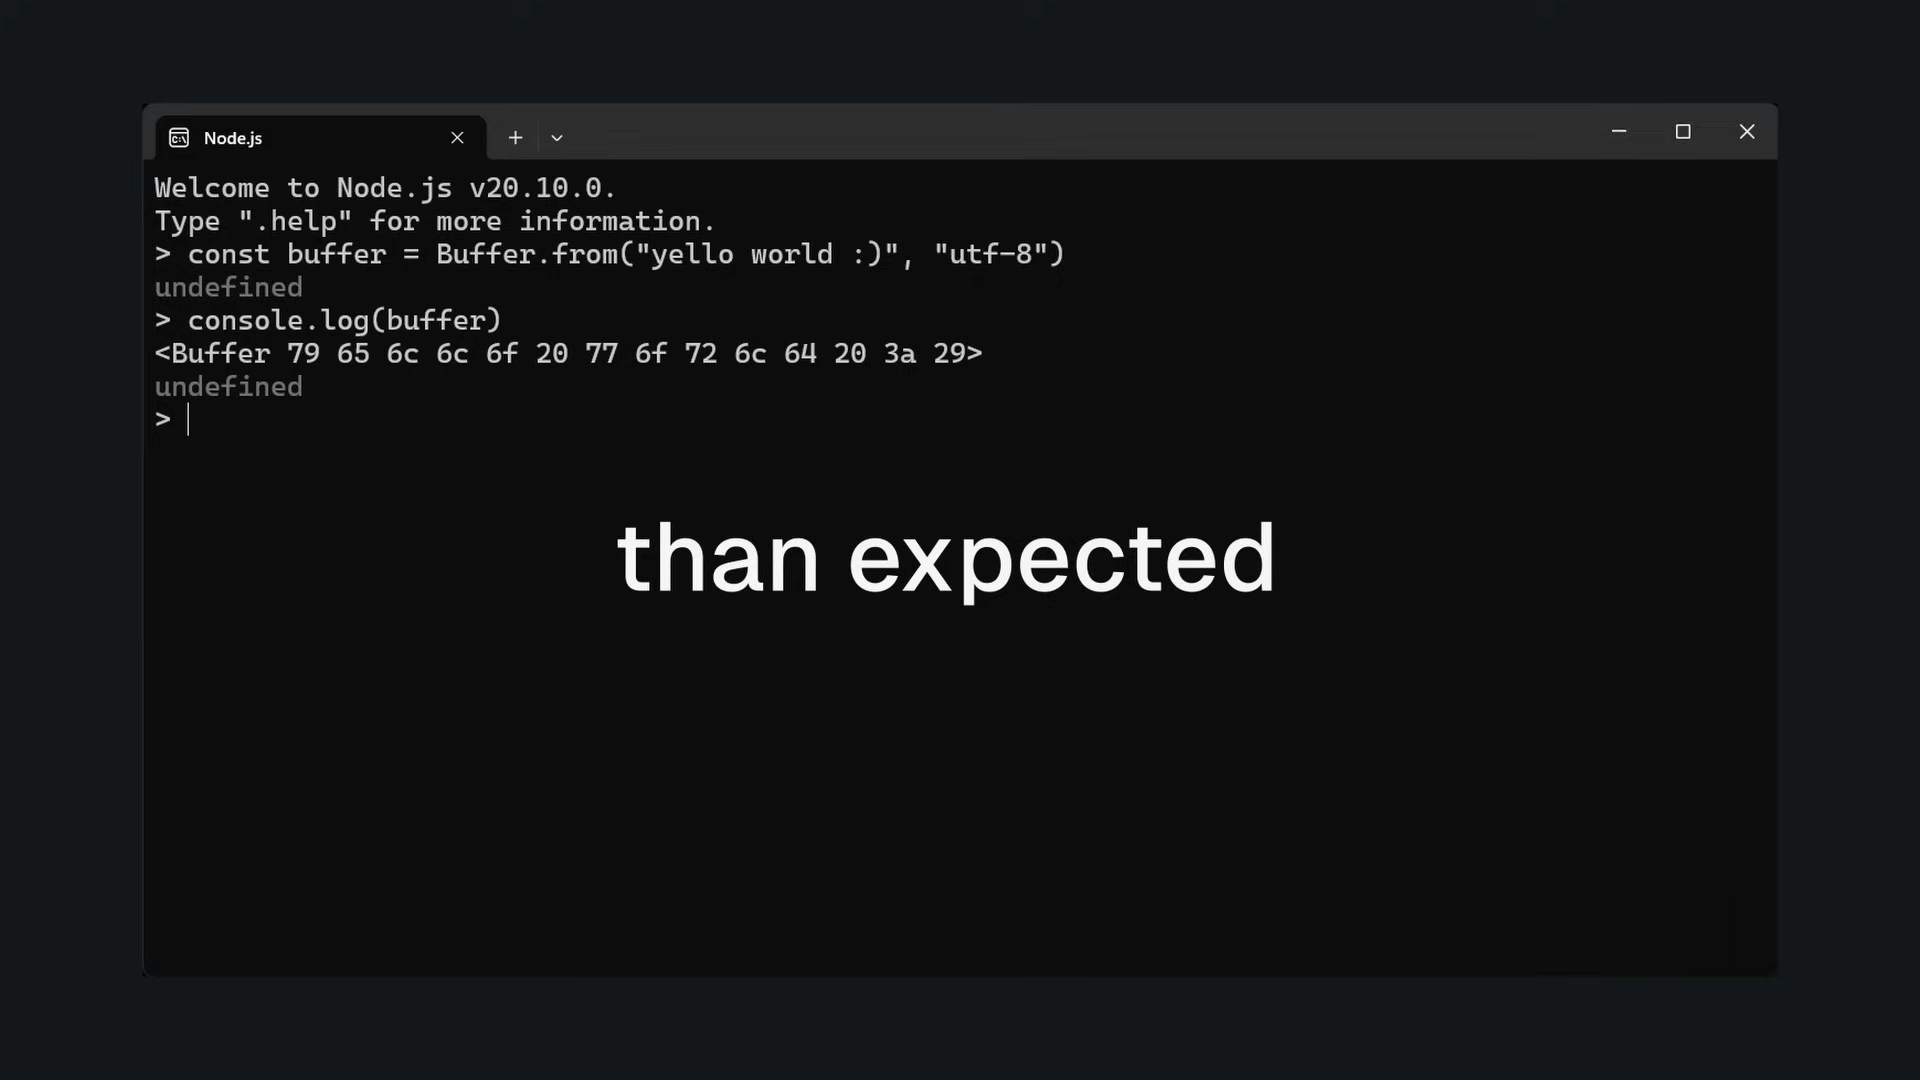 Node.js
Welcome to Node.js v20.10.0.
Type ".help" for more information.
> const buffer = Buffer.from("yello world :)", "utf-8")
undefined
> console.log(buffer)
<Buffer 79 65 6c 6c 6f 20 77 6f 72 6c 64 20 3a 29>
undefined
>
than expected